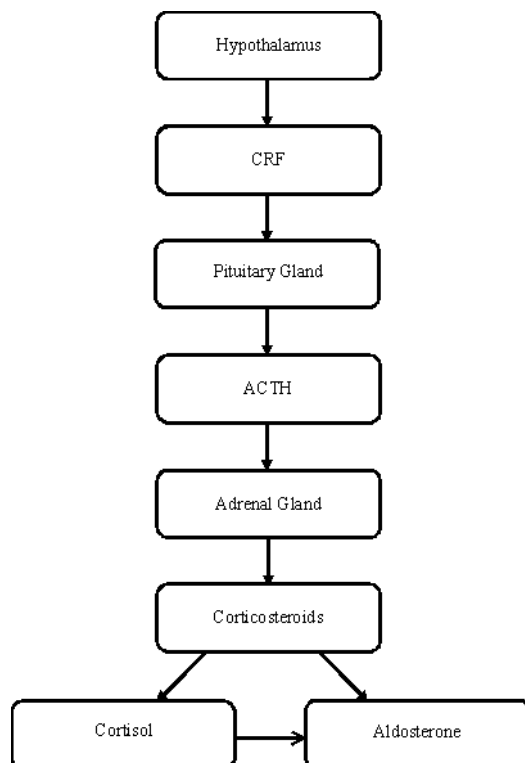 Hypothalamus
CRF
Pituitary Gland
ACTH
Adrenal Gland
Corticosteroids
Cortisol
Aldosterone